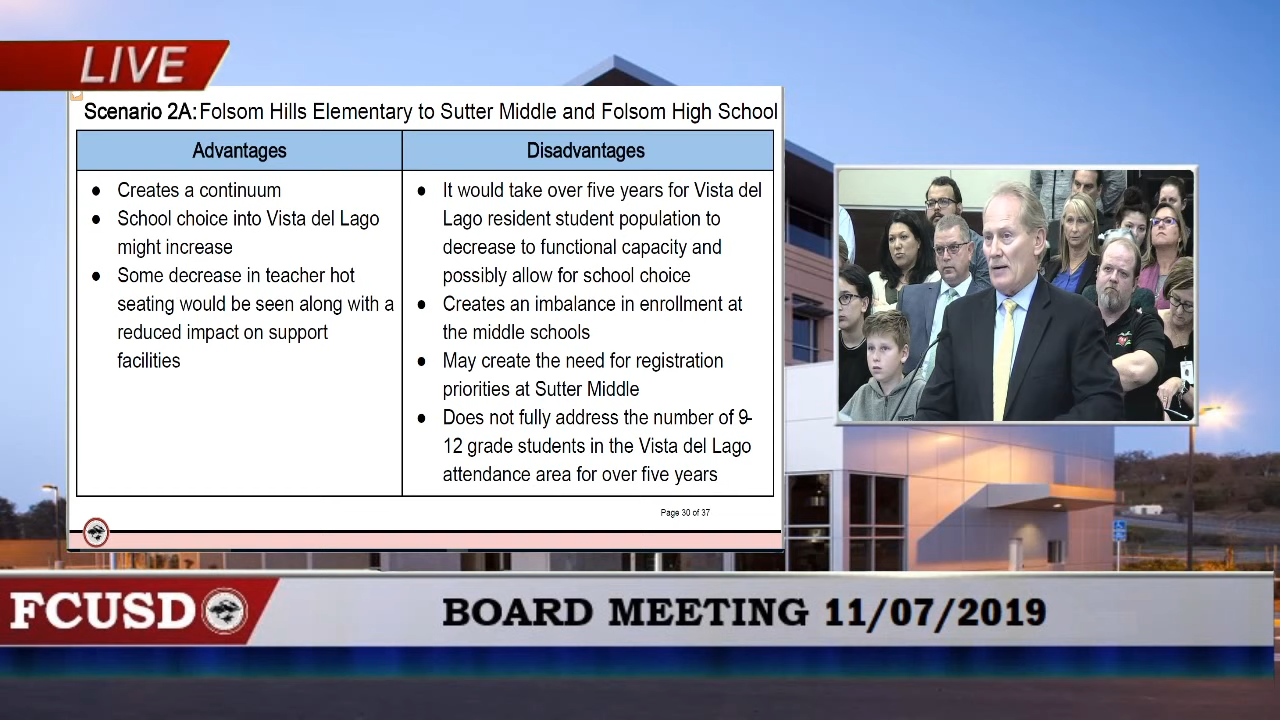 LIVE
Scenario 2A: Folsom Hills Elementary to Sutter Middle and Folsom High School
Advantages
● Creates a continuum
● School choice into Vista del Lago
might increase
● Some decrease in teacher hot
seating would be seen along with a
reduced impact on support
facilities
Disadvantages
● It would take over five years for Vista del
Lago resident student population to
decrease to functional capacity and
possibly allow for school choice
● Creates an imbalance in enrollment at
the middle schools
● May create the need for registration
priorities at Sutter Middle
● Does not fully address the number of 9-
12 grade students in the Vista del Lago
attendance area for over five years
Page 30 of 37
FCUSD
BOARD MEETING 11/07/2019